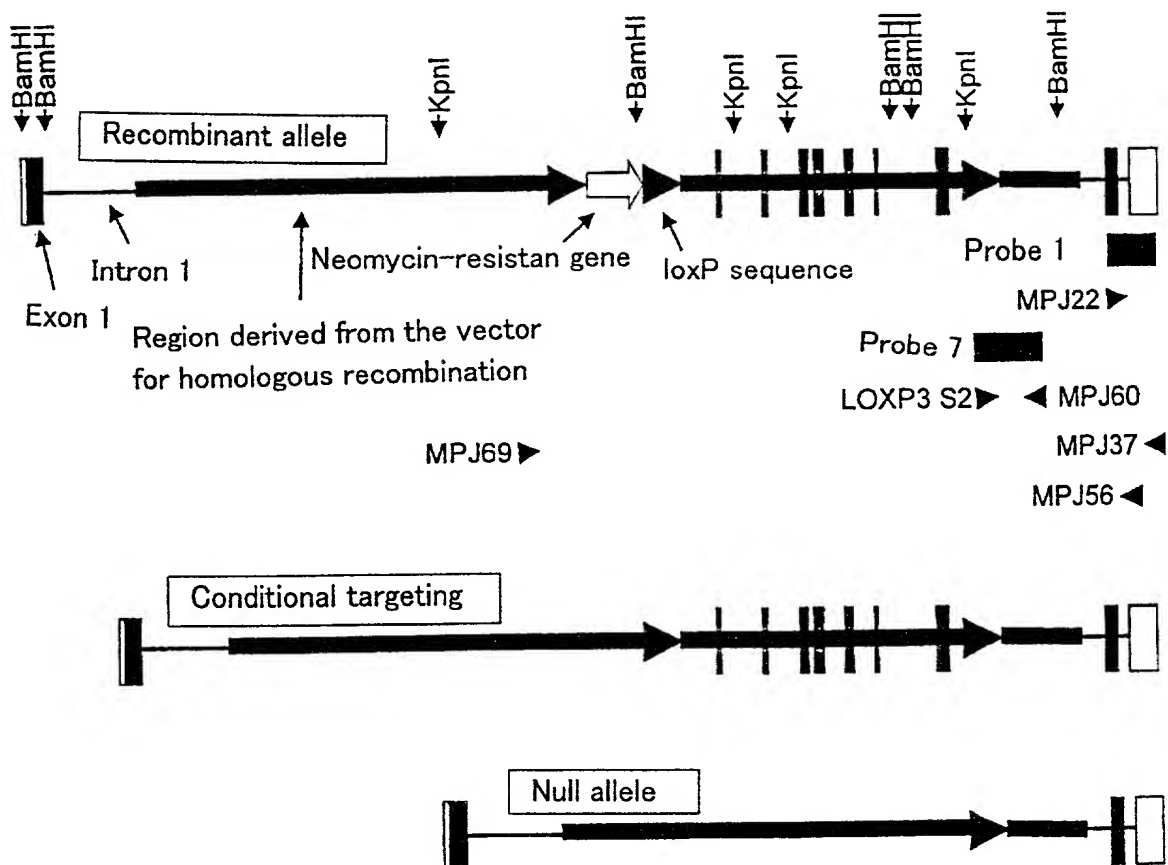 BamHI
BamHI
KpnI
BamHI
KpnI
KpnI
BamHI
BamHI
KpnI
BamHI
Recombinant allele
Intron 1
Exon 1
Region derived from the vector
for homologous recombination
Neomycin-resistan gene
loxP sequence
Probe 1
MPJ22
Probe 7
LOXP3 S2
MPJ60
MPJ69
MPJ37
MPJ56
Conditional targeting
Null allele